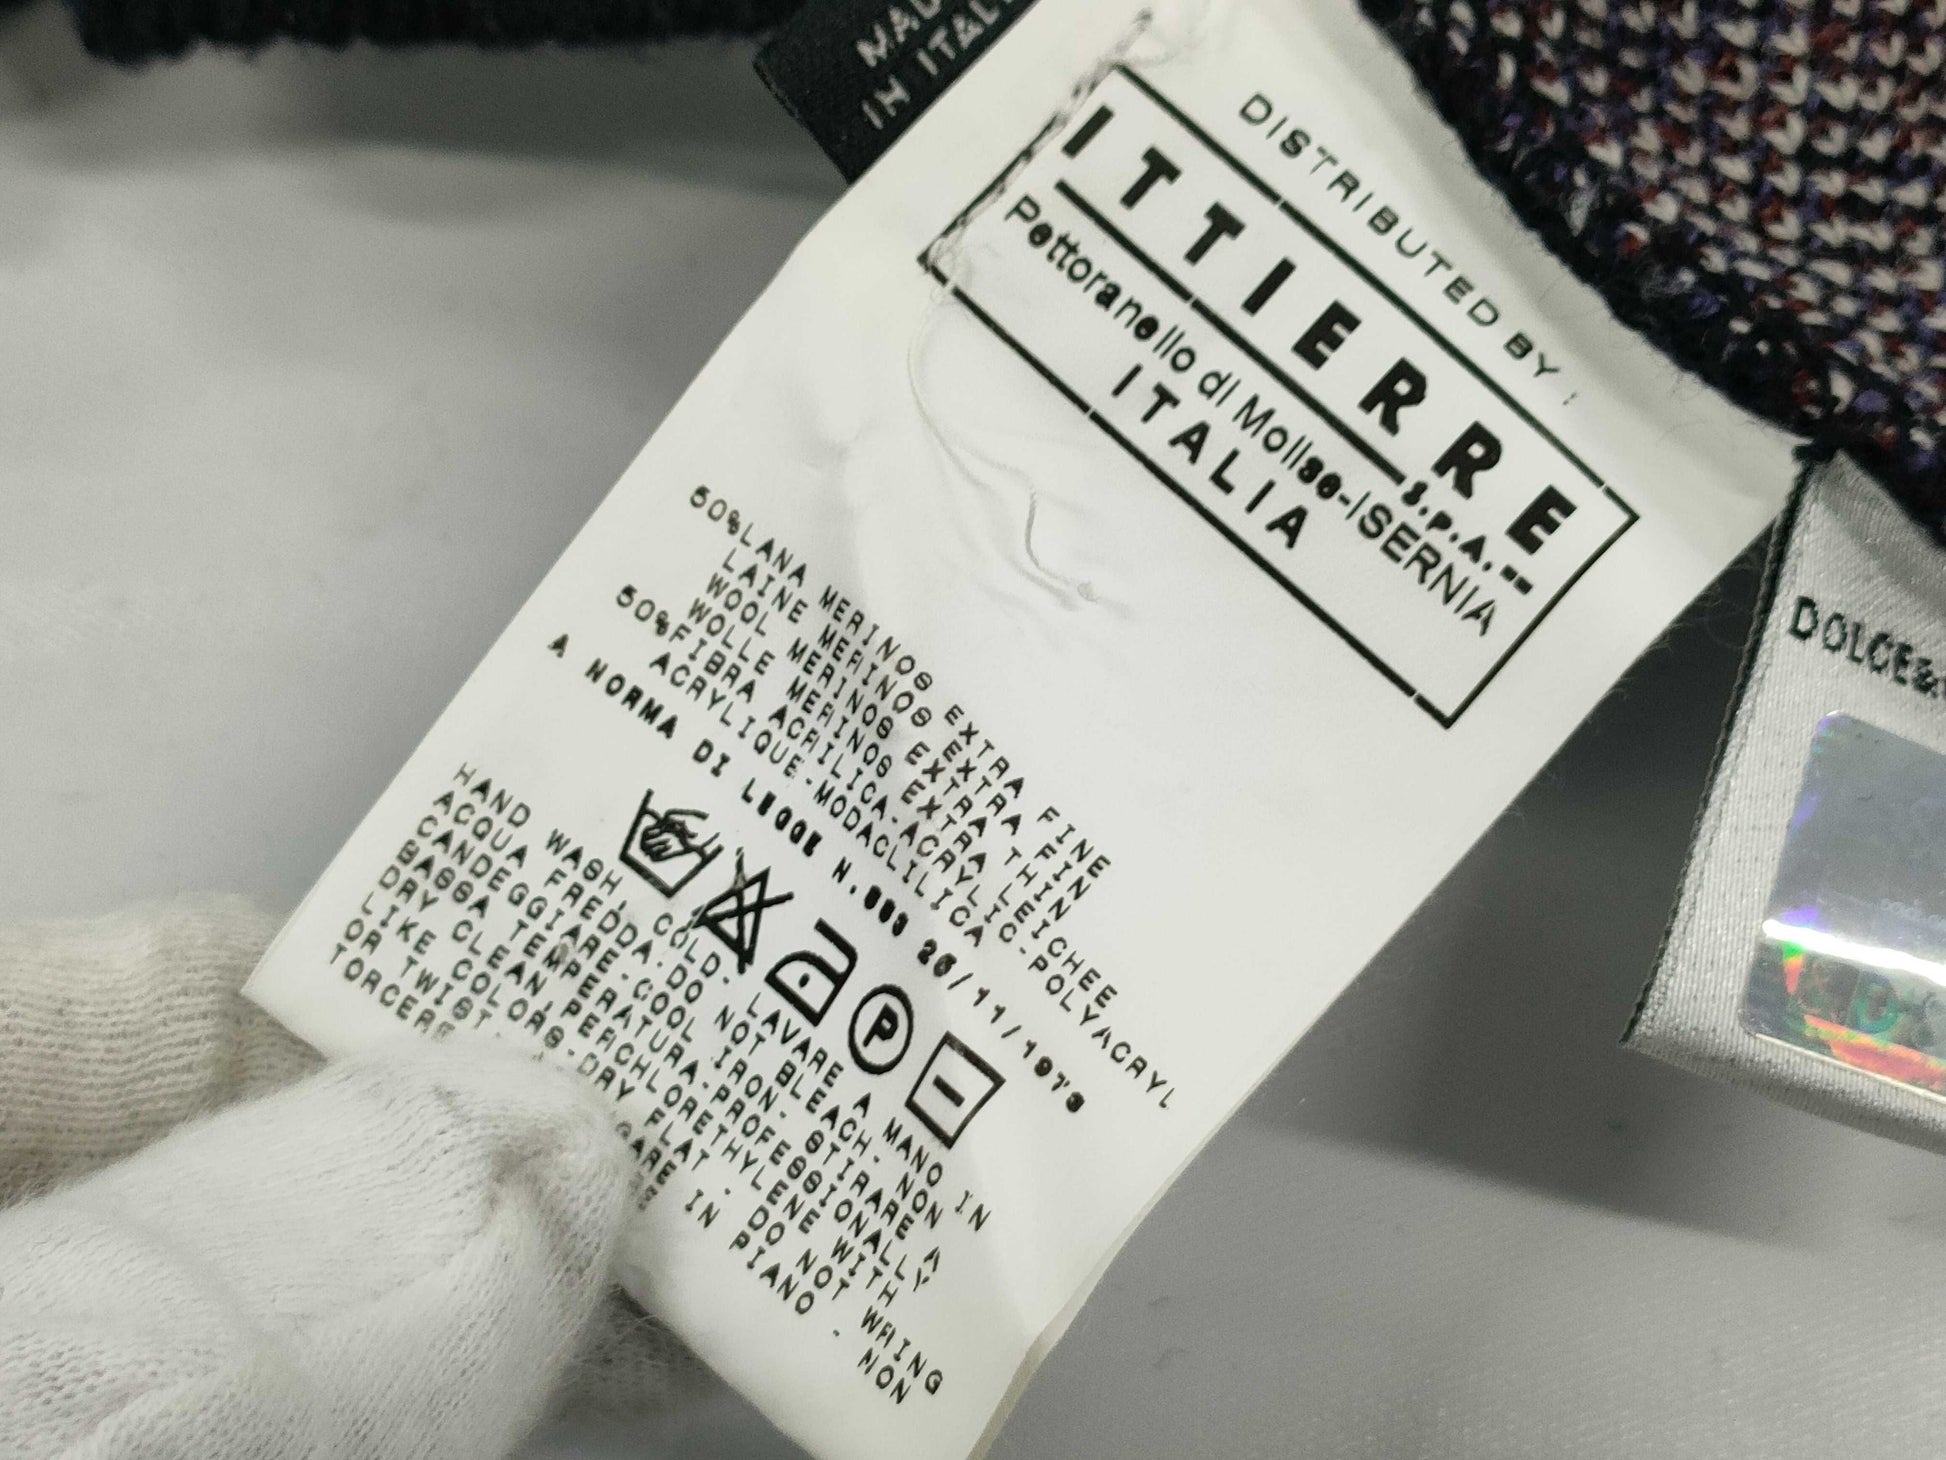 MADE
IN ITALY
DISTRIBUTED BY :
ITTIERRE
S.P.A.--
Pettoranello di Molise-ISERNIA
ITALIA
50%LANA MERINOS EXTRA FINE
LAINE MERINOS EXTRA FIN
WOOL MERINOS EXTRA THIN
WOLLE MERINOS EXTRA LEICHEE
50%FIBRA ACRILICA-ACRYLIC-POLYACRYL
ACRYLIQUE-MODACLILICA
A NORMA DI LEGGE N.883 26/11/1973
P
HAND WASH, COLD. LAVARE A MANO IN
ACQUA FREDDA.DO NOT BLEACH. NON
CANDEGGIARE.COOL IRON. STIRARE A
BASSA TEMPERATURA.PROFESSIONALLY
DRY CLEAN,PERCHLORETHYLENE WITH
LIKE COLORS.DRY FLAT. DO NOT WRING
OR TWIST. IN PIANO. NON
TORCERE
DOLCE&